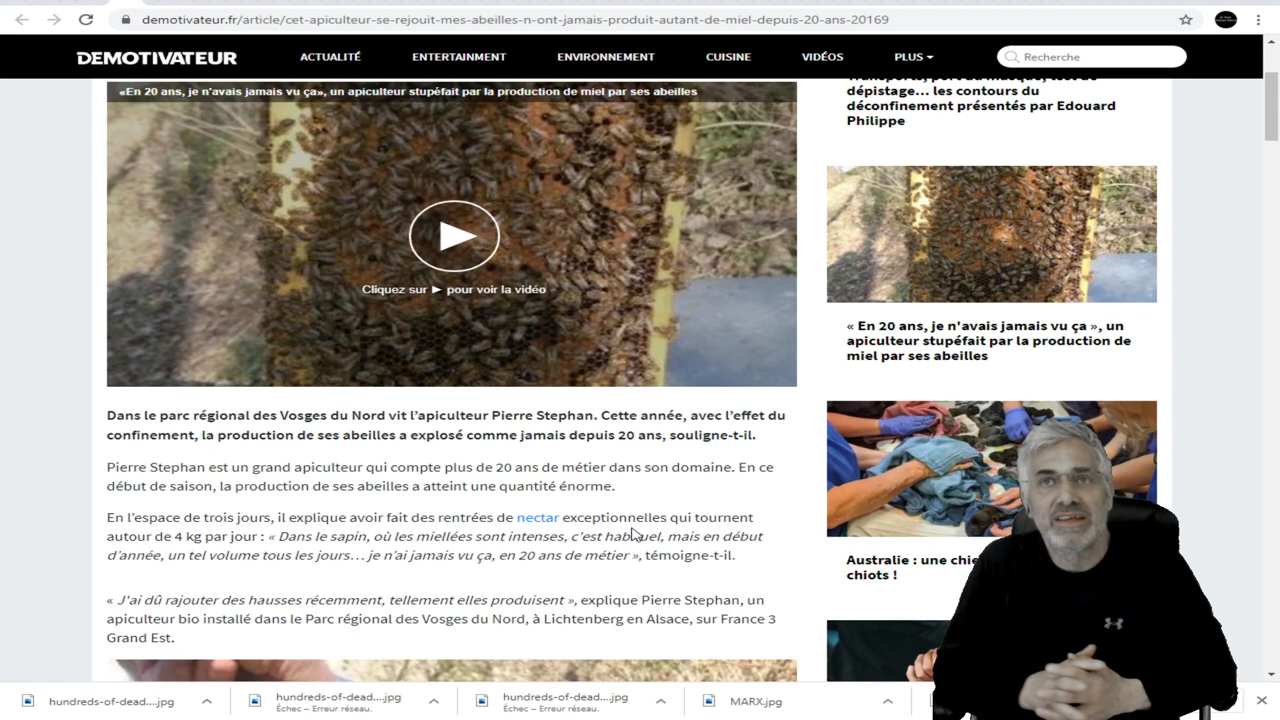 demotivateur.fr/article/cet-apiculteur-se-rejouit-mes-abeilles-n-ont-jamais-produit-autant-de-miel-depuis-20-ans-20169
DEMOTIVATEUR
ACTUALITÉ
ENTERTAINMENT
ENVIRONNEMENT
CUISINE
VIDÉOS
PLUS
Recherche
«En 20 ans, je n'avais jamais vu ça», un apiculteur stupéfait par la production de miel par ses abeilles
Cliquez sur ► pour voir la vidéo
Dans le parc régional des Vosges du Nord vit l'apiculteur Pierre Stephan. Cette année, avec l'effet du
confinement, la production de ses abeilles a explosé comme jamais depuis 20 ans, souligne-t-il.
Pierre Stephan est un grand apiculteur qui compte plus de 20 ans de métier dans son domaine. En ce
début de saison, la production de ses abeilles a atteint une quantité énorme.
En l'espace de trois jours, il explique avoir fait des rentrées de nectar exceptionnelles qui tournent
autour de 4 kg par jour : « Dans le sapin, où les miellées sont intenses, c'est habituel, mais en début
d'année, un tel volume tous les jours… je n'ai jamais vu ça, en 20 ans de métier », témoigne-t-il.
« J'ai dû rajouter des hausses récemment, tellement elles produisent », explique Pierre Stephan, un
apiculteur bio installé dans le Parc régional des Vosges du Nord, à Lichtenberg en Alsace, sur France 3
Grand Est.
Transports, port du masque, test de
dépistage… les contours du
déconfinement présentés par Edouard
Philippe
« En 20 ans, je n'avais jamais vu ça », un
apiculteur stupéfait par la production de
miel par ses abeilles
Australie : une
chiots !
hundreds-of-dead....jpg
hundreds-of-dead....jpg
Échec – Erreur réseau.
hundreds-of-dead....jpg
Échec – Erreur réseau.
MARX.jpg